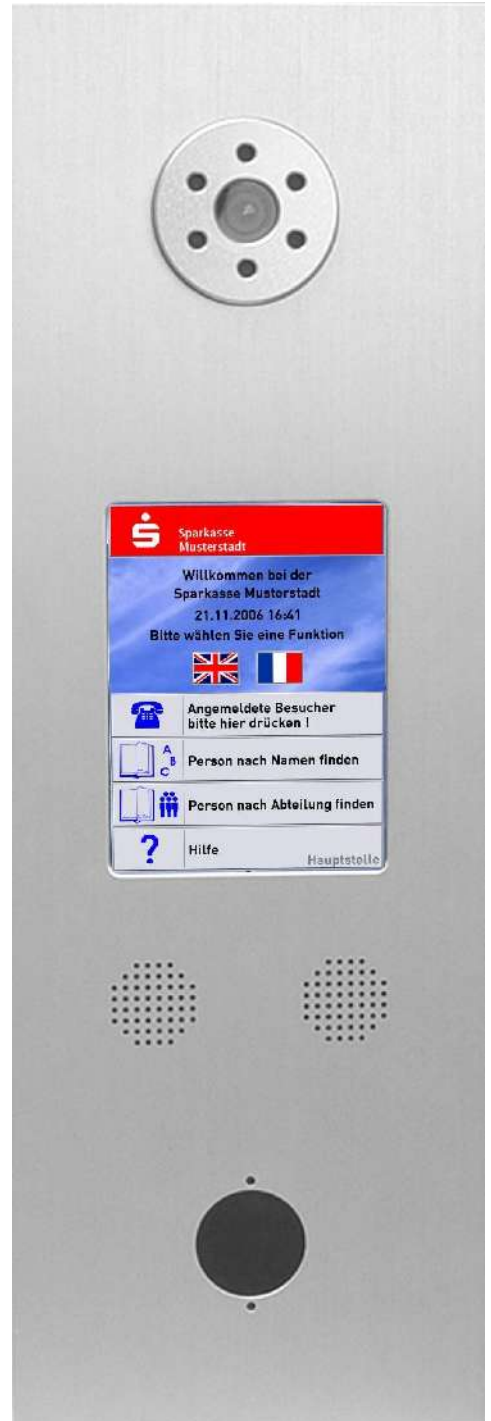 Sparkasse
Musterstadt
Willkommen bei der
Sparkasse Musterstadt
21.11.2006 16:41
Bitte wählen Sie eine Funktion
Angemeldete Besucher
bitte hier drücken !
A
B
C
Person nach Namen finden
Person nach Abteilung finden
?
Hilfe
Hauptstelle